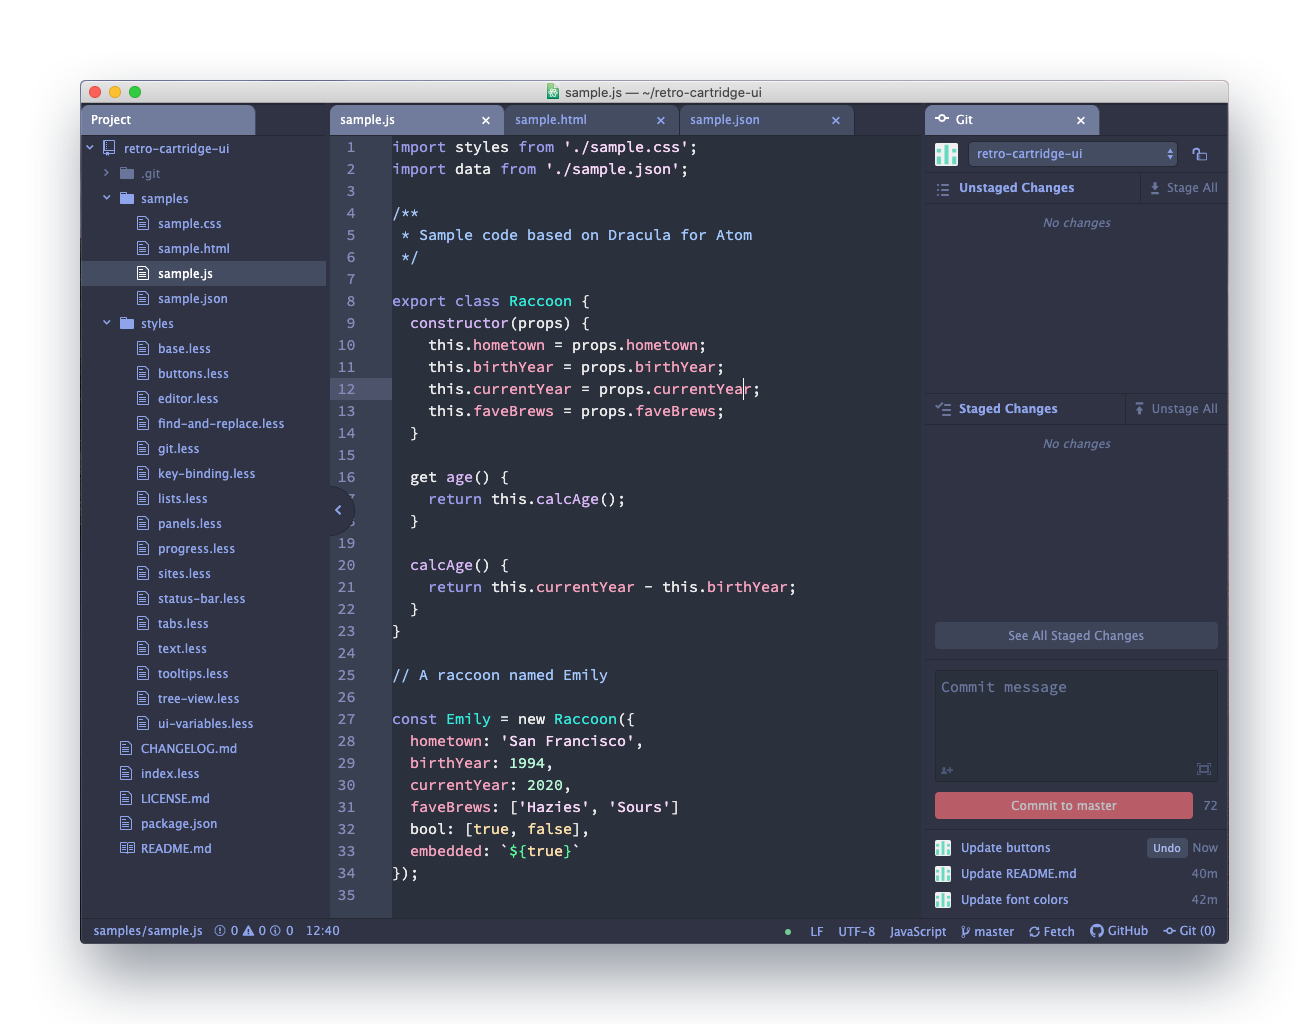 sample.js — ~/retro-cartridge-ui
Project
retro-cartridge-ui
.git
samples
sample.css
sample.html
sample.js
sample.json
styles
base.less
buttons.less
editor.less
find-and-replace.less
git.less
key-binding.less
lists.less
panels.less
progress.less
sites.less
status-bar.less
tabs.less
text.less
tooltips.less
tree-view.less
ui-variables.less
CHANGELOG.md
index.less
LICENSE.md
package.json
README.md
sample.js
sample.html
sample.json
1 import styles from './sample.css';
2 import data from './sample.json';
3
4 /**
5  * Sample code based on Dracula for Atom
6  */
7
8 export class Raccoon {
9   constructor(props) {
10     this.hometown = props.hometown;
11     this.birthYear = props.birthYear;
12     this.currentYear = props.currentYear;
13     this.faveBrews = props.faveBrews;
14   }
15
16   get age() {
    return this.calcAge();
  }
19
20   calcAge() {
21     return this.currentYear - this.birthYear;
22   }
23 }
24
25 // A raccoon named Emily
26
27 const Emily = new Raccoon({
28   hometown: 'San Francisco',
29   birthYear: 1994,
30   currentYear: 2020,
31   faveBrews: ['Hazies', 'Sours']
32   bool: [true, false],
33   embedded: `${true}`
34 });
35
Git
retro-cartridge-ui
Unstaged Changes Stage All
No changes
Staged Changes Unstage All
No changes
See All Staged Changes
Commit message
Commit to master 72
Update buttons Undo Now
Update README.md 40m
Update font colors 42m
samples/sample.js 0 0 0 12:40 LF UTF-8 JavaScript master Fetch GitHub Git (0)